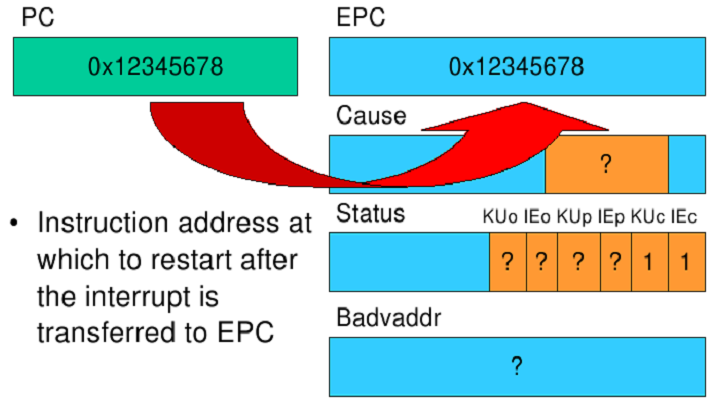 PC
EPC
0x12345678
0x12345678
Cause
?
• Instruction address at
which to restart after
the interrupt is
transferred to EPC
Status
KUo IEo KUp IEp KUc IEc
? ? ? ? 1 1
Badvaddr
?